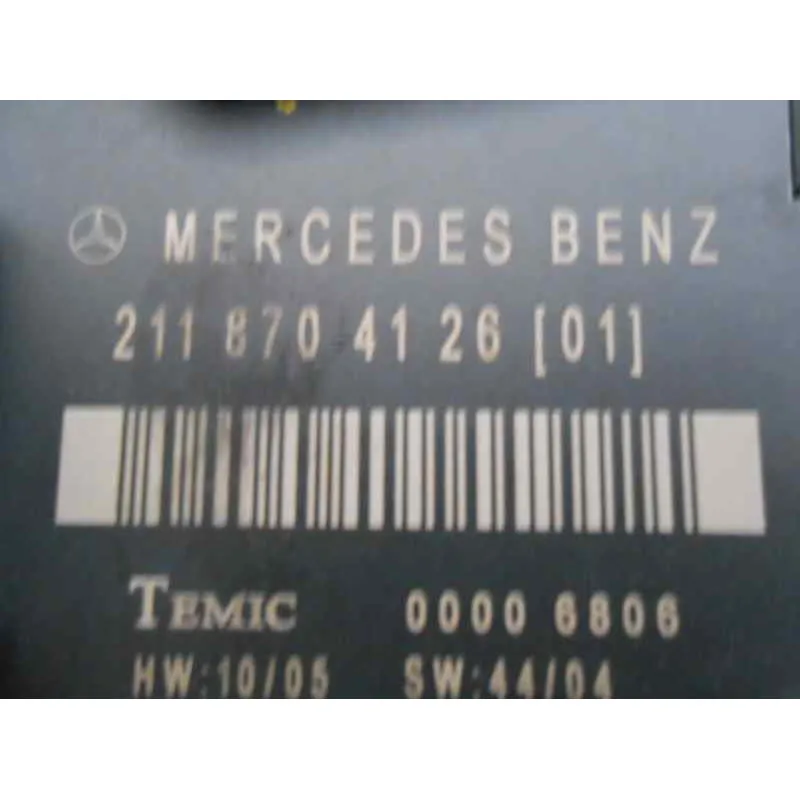 MERCEDES BENZ
211 870 41 26 [01]
TEMIC 0000 6806
HW:10/05 SW:44/04